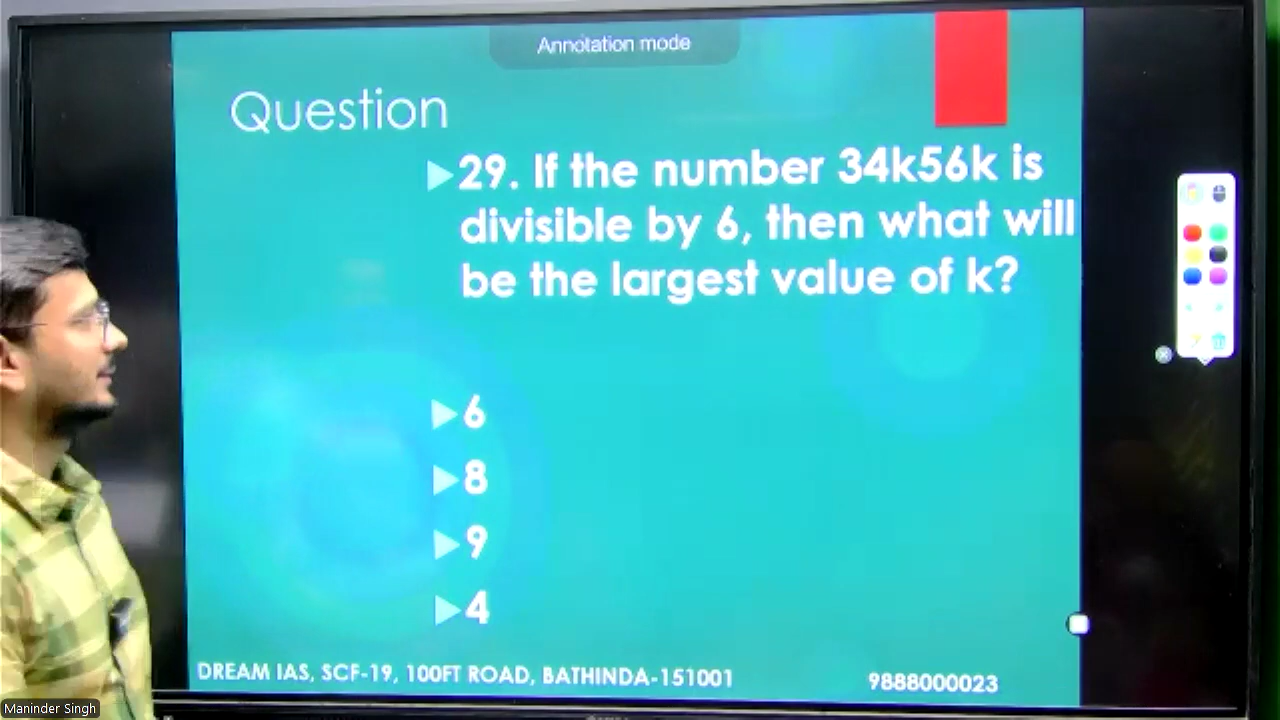 Annotation mode
Question
29. If the number 34k56k is
divisible by 6, then what will
be the largest value of k?
6
8
9
4
DREAM IAS, SCF-19, 100FT ROAD, BATHINDA-151001
9888000023
Maninder Singh